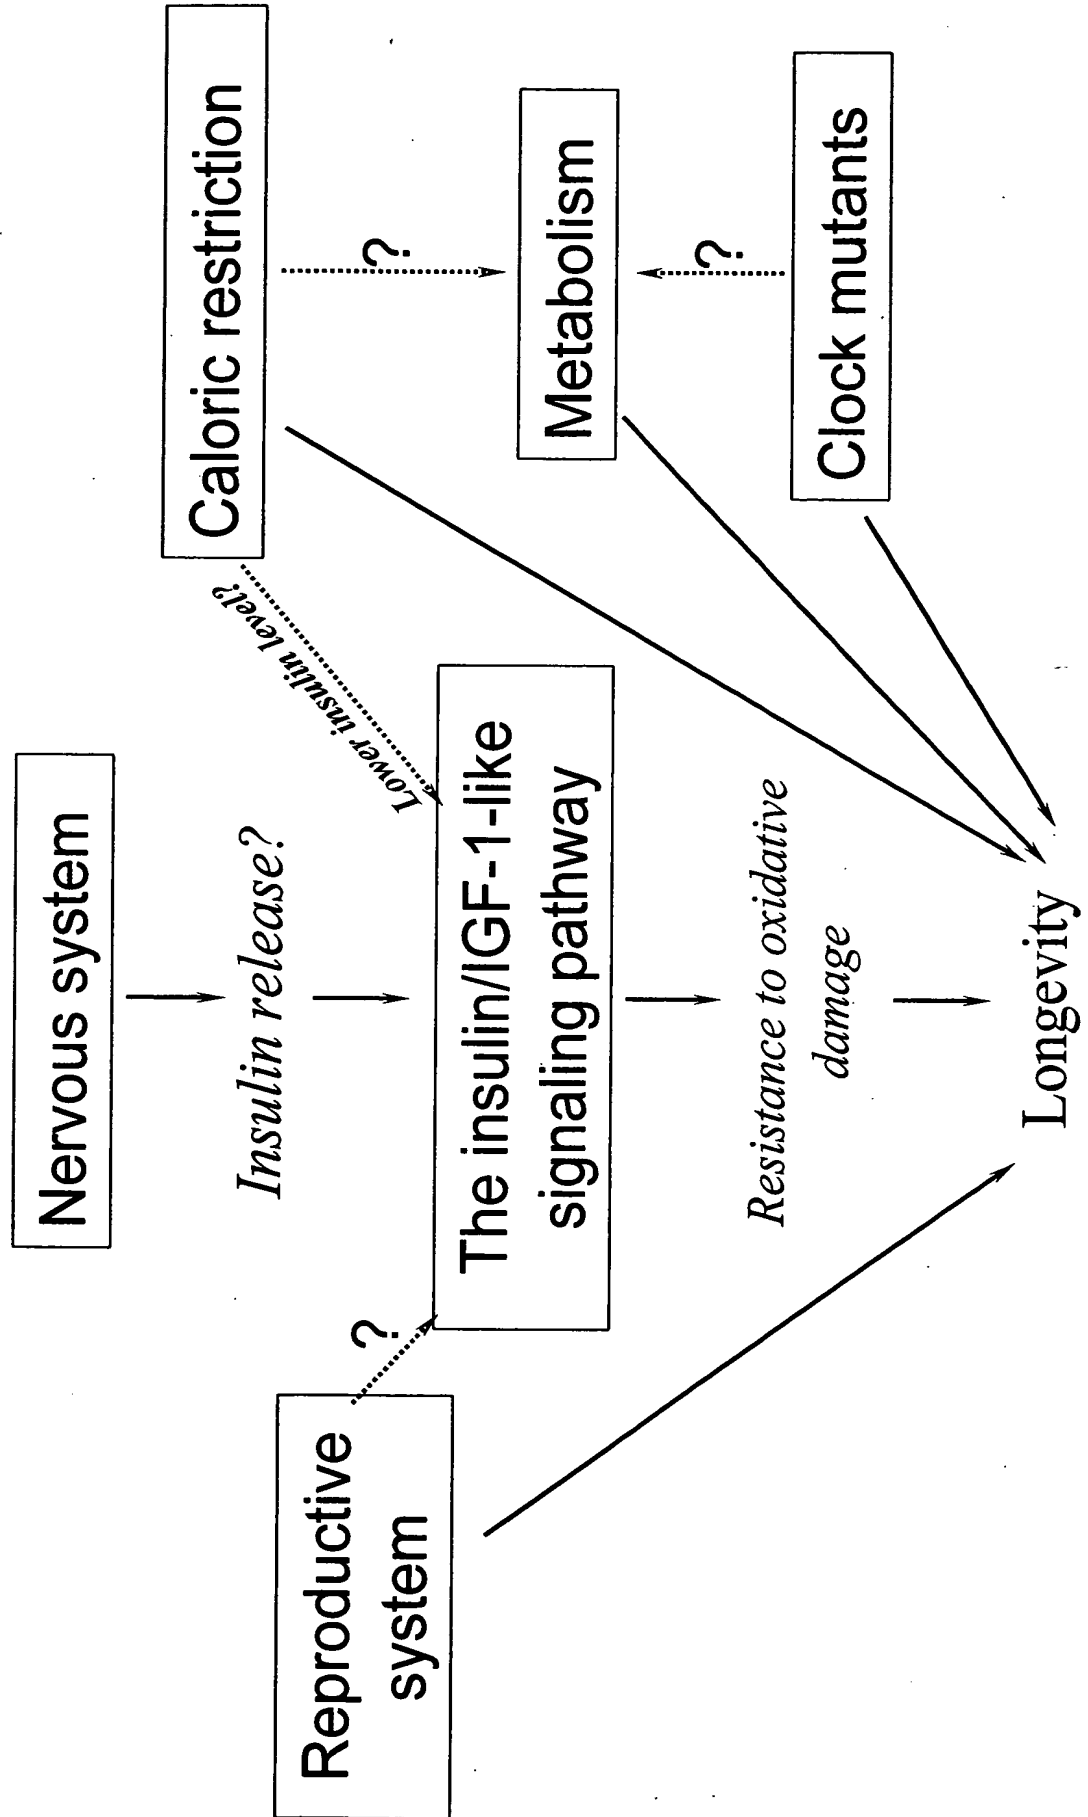 Nervous system
Insulin release?
Caloric restriction
Lower insulin level?
?
Reproductive
system
?
The insulin/IGF-1-like
signaling pathway
Metabolism
?
Resistance to oxidative
damage
Clock mutants
Longevity